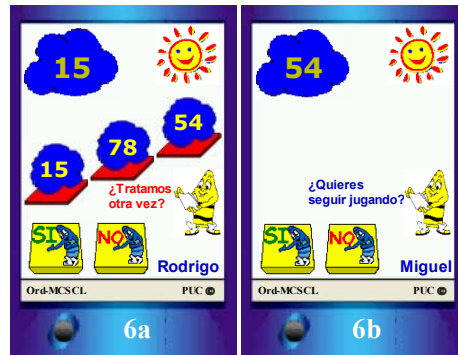 15
15
78
54
¿Tratamos
otra vez?
SI
NO
Rodrigo
Ord-MCSCL
PUC ©
6a
54
¿Quieres
seguir jugando?
SI
NO
Miguel
Ord-MCSCL
PUC ©
6b